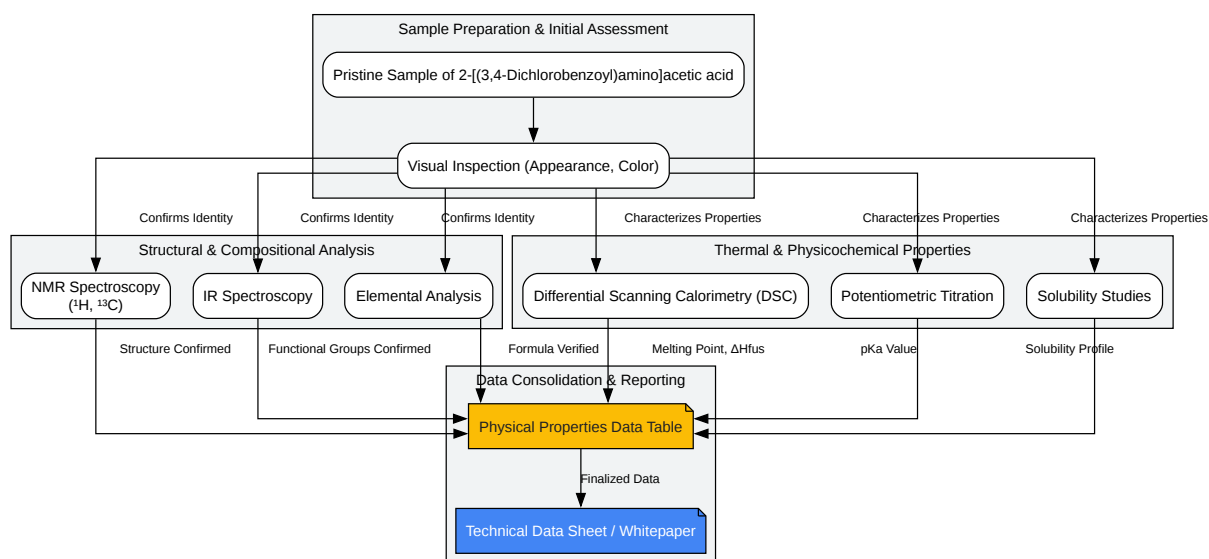 Sample Preparation & Initial Assessment
Pristine Sample of 2-[(3,4-Dichlorobenzoyl)amino]acetic acid
Visual Inspection (Appearance, Color)
Confirms Identity
Confirms Identity
Confirms Identity
Characterizes Properties
Characterizes Properties
Characterizes Properties
Structural & Compositional Analysis
NMR Spectroscopy
(¹H, ¹³C)
IR Spectroscopy
Elemental Analysis
Thermal & Physicochemical Properties
Differential Scanning Calorimetry (DSC)
Potentiometric Titration
Solubility Studies
Structure Confirmed
Functional Groups Confirmed
Formula Verified
Melting Point, ΔHfus
pKa Value
Solubility Profile
Data Consolidation & Reporting
Physical Properties Data Table
Finalized Data
Technical Data Sheet / Whitepaper